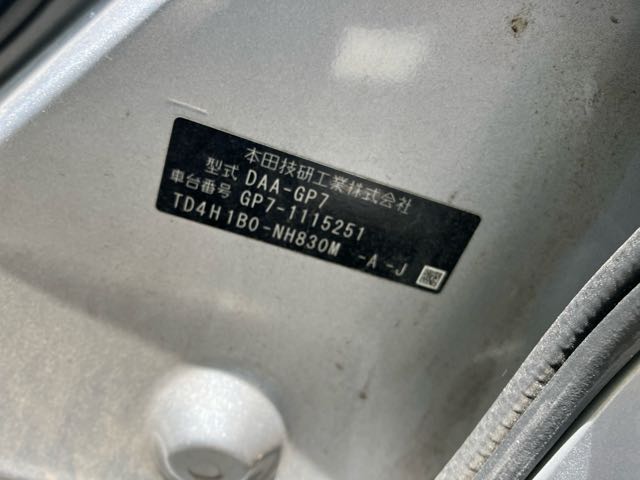 本田技研工業株式会社
型式 DAA-GP7
車台番号 GP7-1115251
TD4H1B0-NH830M -A-J